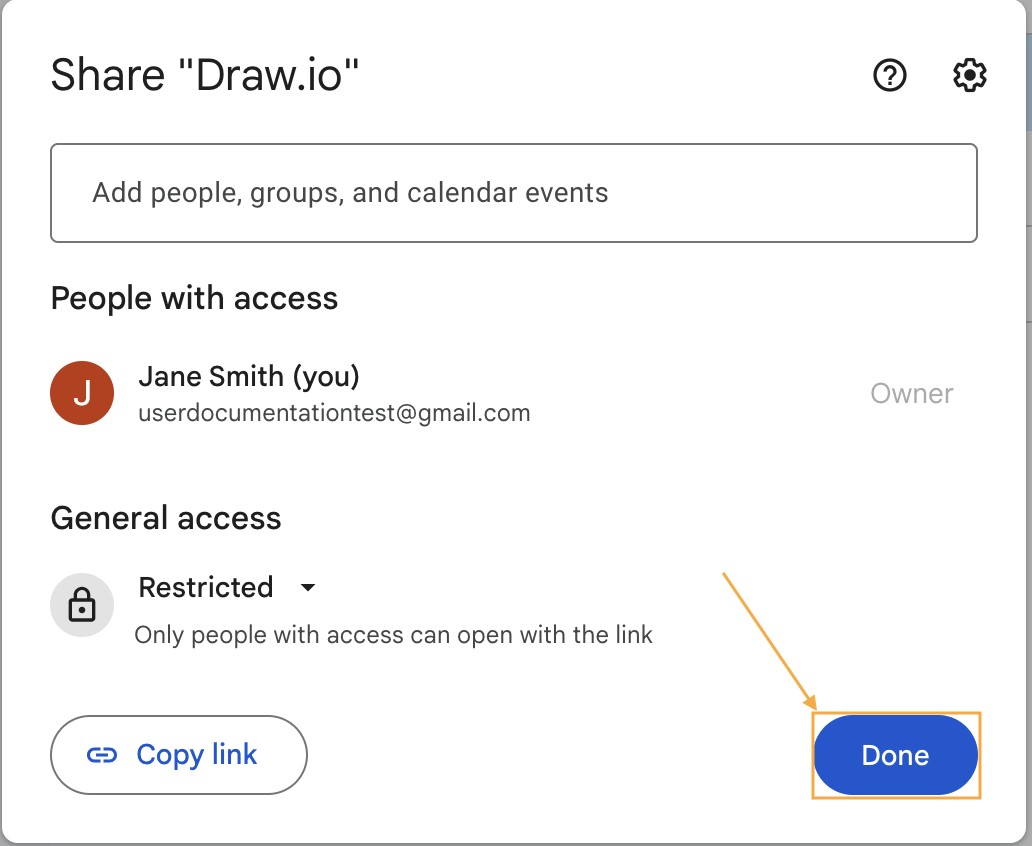 Share "Draw.io"
Add people, groups, and calendar events
People with access
J
Jane Smith (you)
userdocumentationtest@gmail.com
Owner
General access
Restricted
Only people with access can open with the link
Copy link
Done